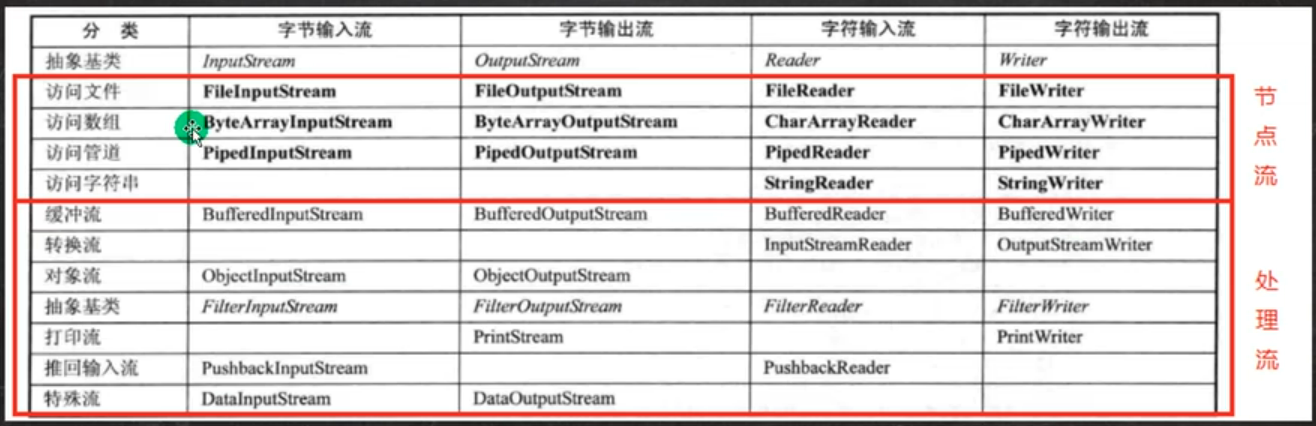 分 类 字节输入流 字节输出流 字符输入流 字符输出流
抽象基类 InputStream OutputStream Reader Writer
访问文件 FileInputStream FileOutputStream FileReader FileWriter
访问数组 ByteArrayInputStream ByteArrayOutputStream CharArrayReader CharArrayWriter
访问管道 PipedInputStream PipedOutputStream PipedReader PipedWriter
访问字符串 StringReader StringWriter
节点流
缓冲流 BufferedInputStream BufferedOutputStream BufferedReader BufferedWriter
转换流 InputStreamReader OutputStreamWriter
对象流 ObjectInputStream ObjectOutputStream
抽象基类 FilterInputStream FilterOutputStream FilterReader FilterWriter
打印流 PrintStream PrintWriter
推回输入流 PushbackInputStream PushbackReader
特殊流 DataInputStream DataOutputStream
处理流